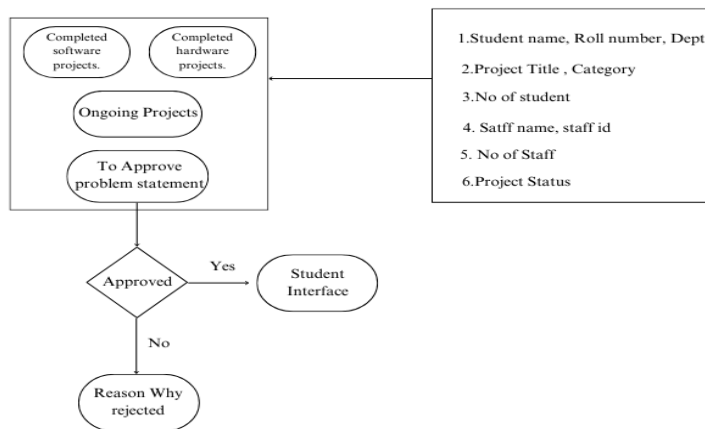 Completed
software
projects.
Completed
hardware
projects.
Ongoing Projects
To Approve
problem statement
1.Student name, Roll number, Dept
2.Project Title , Category
3.No of student
4. Satff name, staff id
5. No of Staff
6.Project Status
Approved
Yes
Student
Interface
No
Reason Why
rejected